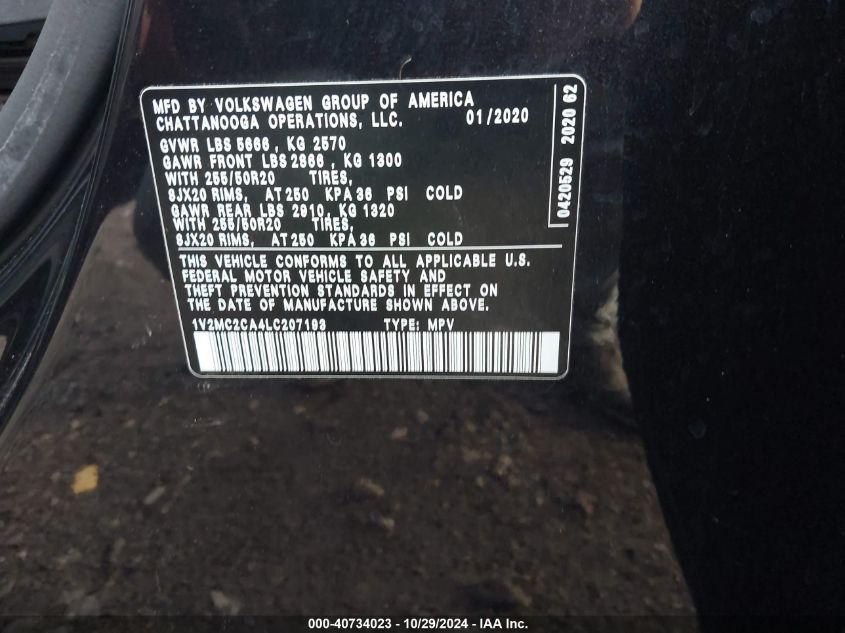 MFD BY VOLKSWAGEN GROUP OF AMERICA
CHATTANOOGA OPERATIONS, LLC. 01/2020
GVWR LBS 5666 , KG 2570
GAWR FRONT LBS 2866 , KG 1300
WITH 255/50R20 TIRES,
8JX20 RIMS, AT 250 KPA 36 PSI COLD
GAWR REAR LBS 2910, KG 1320
WITH 255/50R20 TIRES,
8JX20 RIMS, AT 250 KPA 36 PSI COLD
THIS VEHICLE CONFORMS TO ALL APPLICABLE U.S.
FEDERAL MOTOR VEHICLE SAFETY AND
THEFT PREVENTION STANDARDS IN EFFECT ON
THE DATE OF MANUFACTURE SHOWN ABOVE.
1V2MC2CA4LC207193 TYPE: MPV
0420529 2020 62
000-40734023 - 10/29/2024 - IAA Inc.